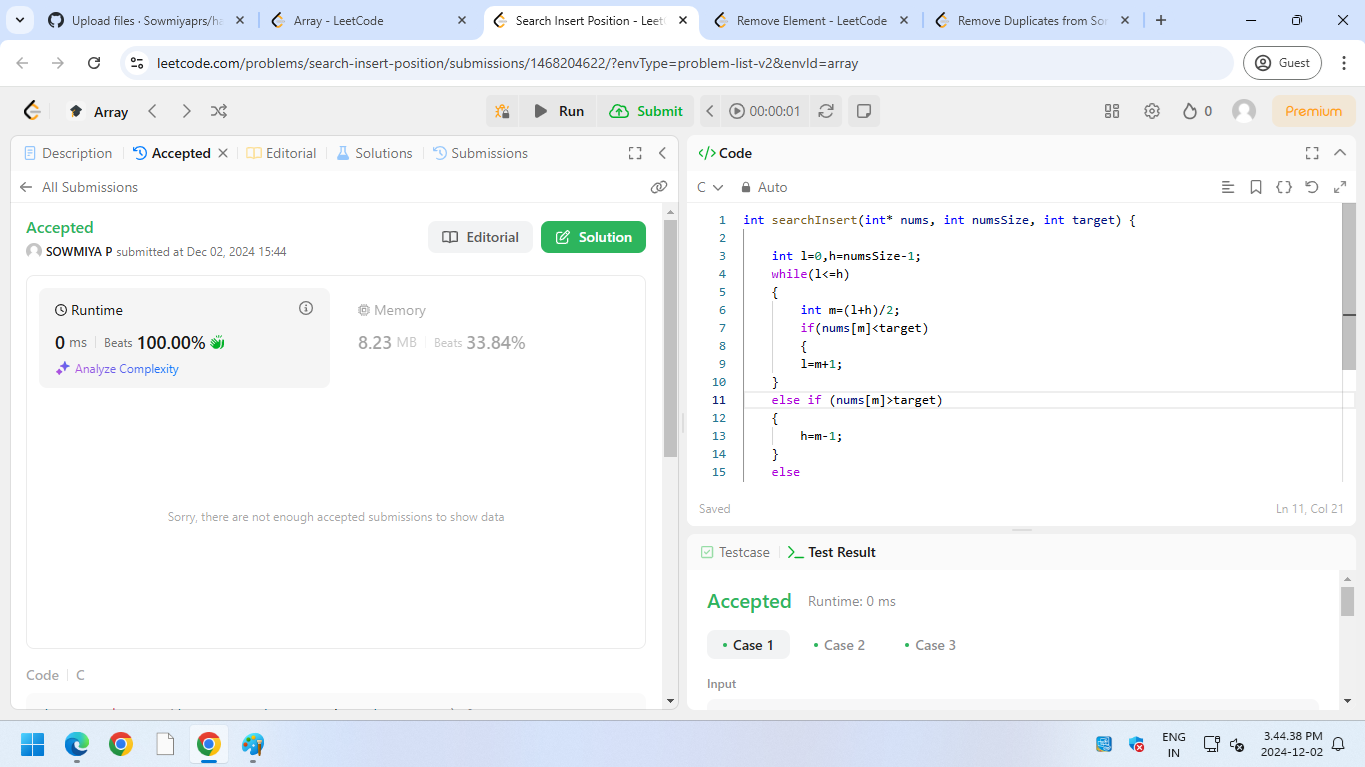 Upload files · Sowmiyaprs/ha
Array - LeetCode
Search Insert Position - Leet
Remove Element - LeetCode
Remove Duplicates from Sor
leetcode.com/problems/search-insert-position/submissions/1468204622/?envType=problem-list-v2&envId=array
Guest
Array
Run
Submit
00:00:01
0
Premium
Description
Accepted
Editorial
Solutions
Submissions
All Submissions
Accepted
SOWMIYA P submitted at Dec 02, 2024 15:44
Editorial
Solution
Runtime
0 ms
Beats 100.00%
Analyze Complexity
Memory
8.23 MB
Beats 33.84%
Sorry, there are not enough accepted submissions to show data
Code
C
</> Code
C
Auto
1 int searchInsert(int* nums, int numsSize, int target) {
2
3 int l=0,h=numsSize-1;
4 while(l<=h)
5 {
6 int m=(l+h)/2;
7 if(nums[m]<target)
8 {
9 l=m+1;
10 }
11 else if (nums[m]>target)
12 {
13 h=m-1;
14 }
15 else
Saved
Ln 11, Col 21
Testcase
Test Result
Accepted
Runtime: 0 ms
Case 1
Case 2
Case 3
Input
ENG
IN
3.44.38 PM
2024-12-02